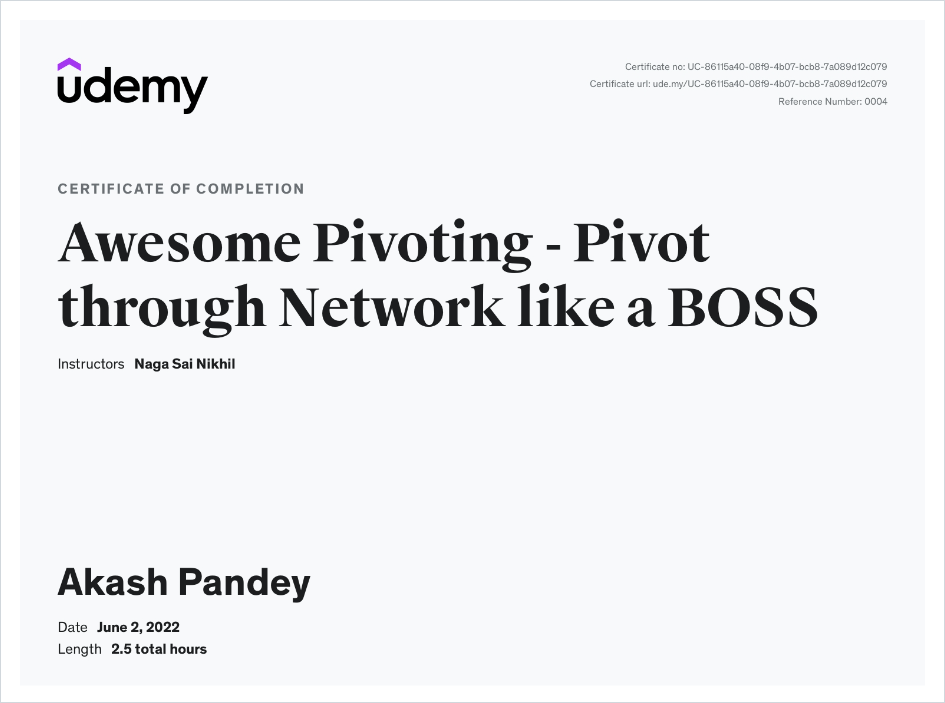 udemy
Certificate no: UC-86115a40-08f9-4b07-bcb8-7a089d12c079
Certificate url: ude.my/UC-86115a40-08f9-4b07-bcb8-7a089d12c079
Reference Number: 0004
CERTIFICATE OF COMPLETION
Awesome Pivoting - Pivot
through Network like a BOSS
Instructors Naga Sai Nikhil
Akash Pandey
Date June 2, 2022
Length 2.5 total hours